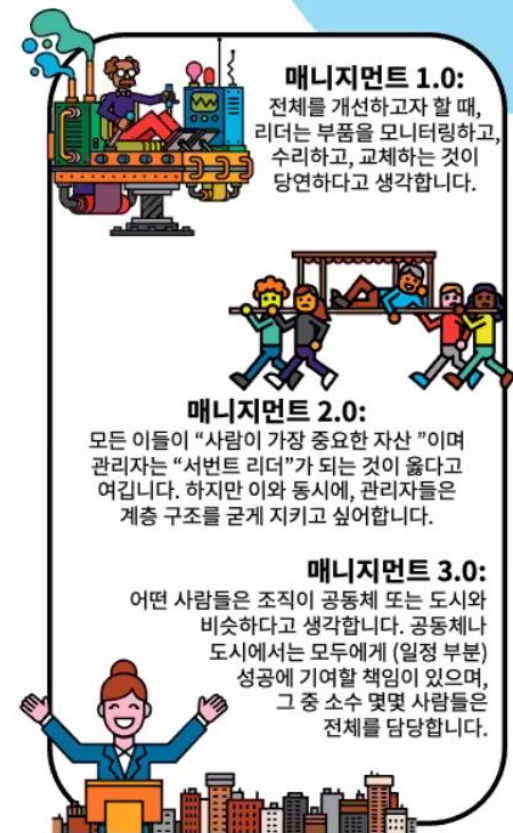 매니지먼트 1.0:
전체를 개선하고자 할 때,
리더는 부품을 모니터링하고,
수리하고, 교체하는 것이
당연하다고 생각합니다.
매니지먼트 2.0:
모든 이들이 “사람이 가장 중요한 자산 ”이며
관리자는 “서번트 리더”가 되는 것이 옳다고
여깁니다. 하지만 이와 동시에, 관리자들은
계층 구조를 굳게 지키고 싶어합니다.
매니지먼트 3.0:
어떤 사람들은 조직이 공동체 또는 도시와
비슷하다고 생각합니다. 공동체나
도시에서는 모두에게 (일정 부분)
성공에 기여할 책임이 있으며,
그 중 소수 몇몇 사람들은
전체를 담당합니다.